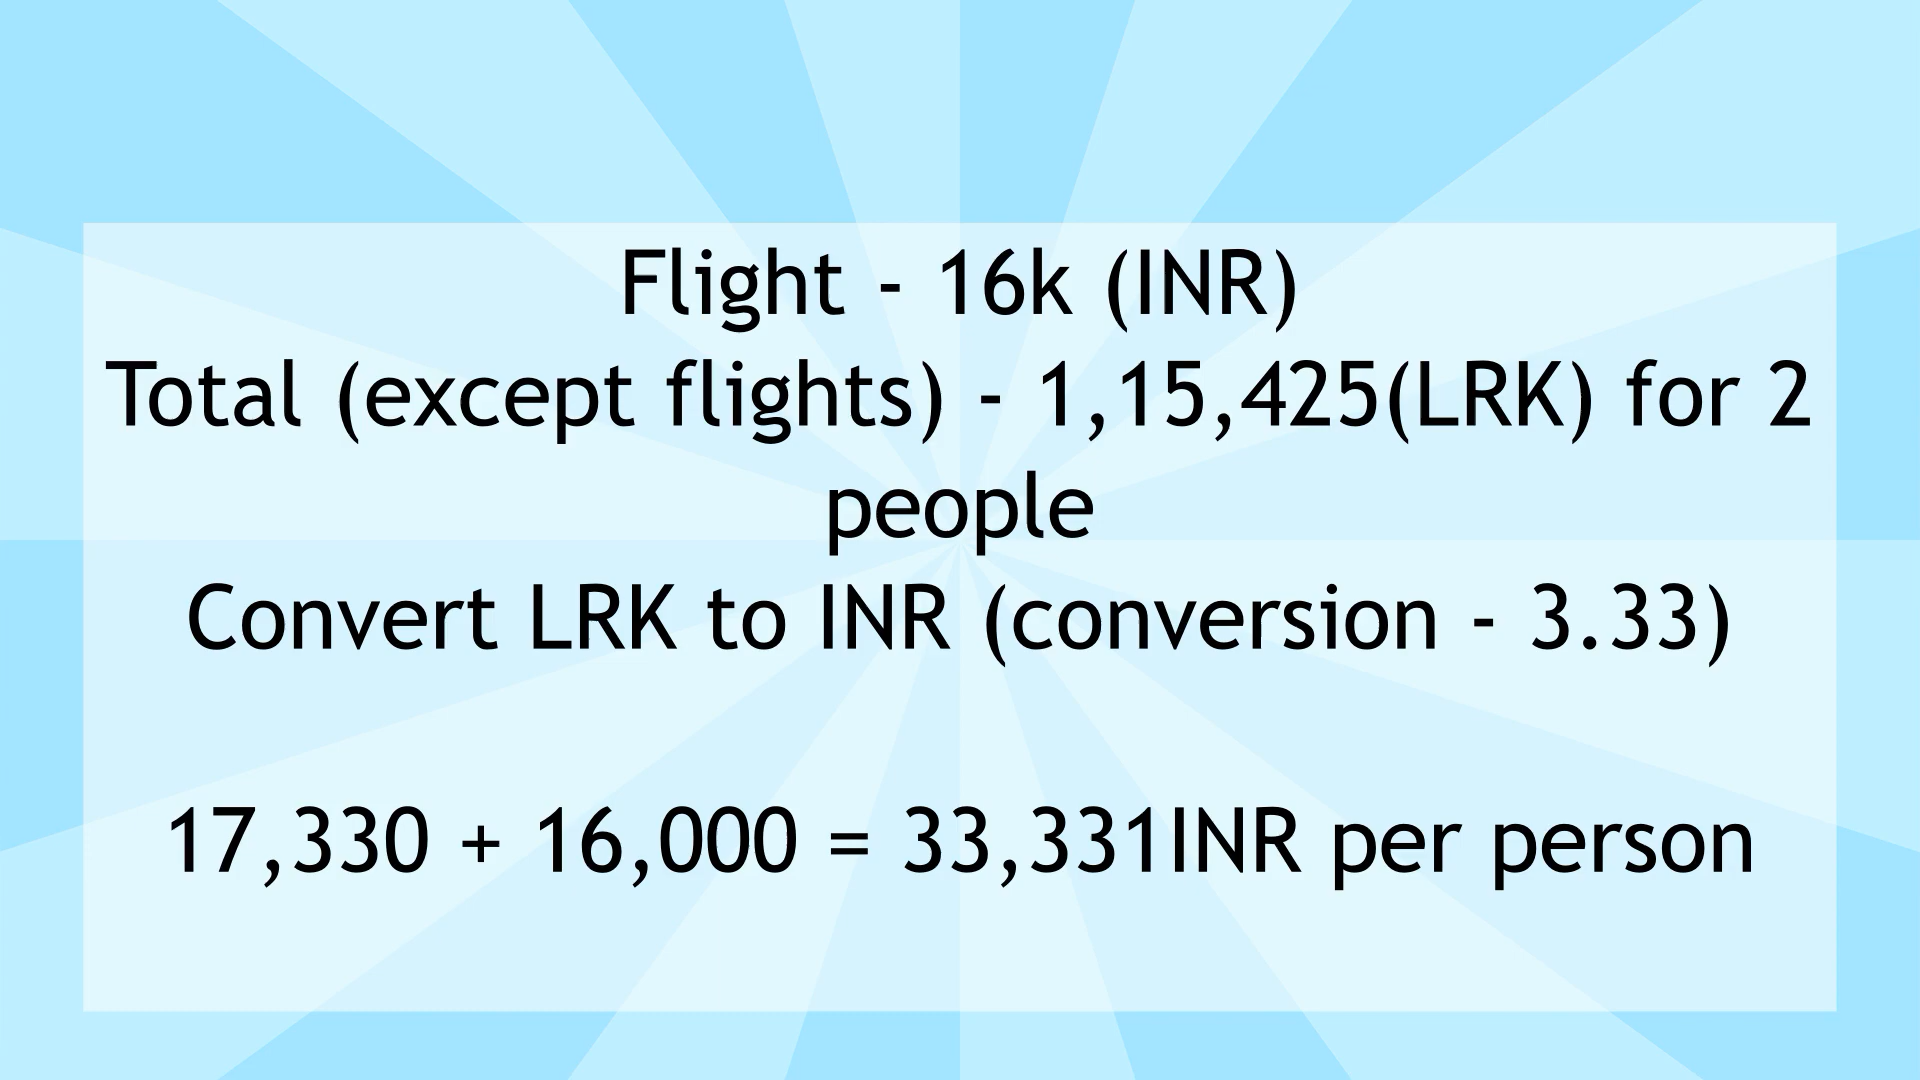 Flight - 16k (INR)
Total (except flights) - 1,15,425(LRK) for 2
people
Convert LRK to INR (conversion - 3.33)
17,330 + 16,000 = 33,331INR per person